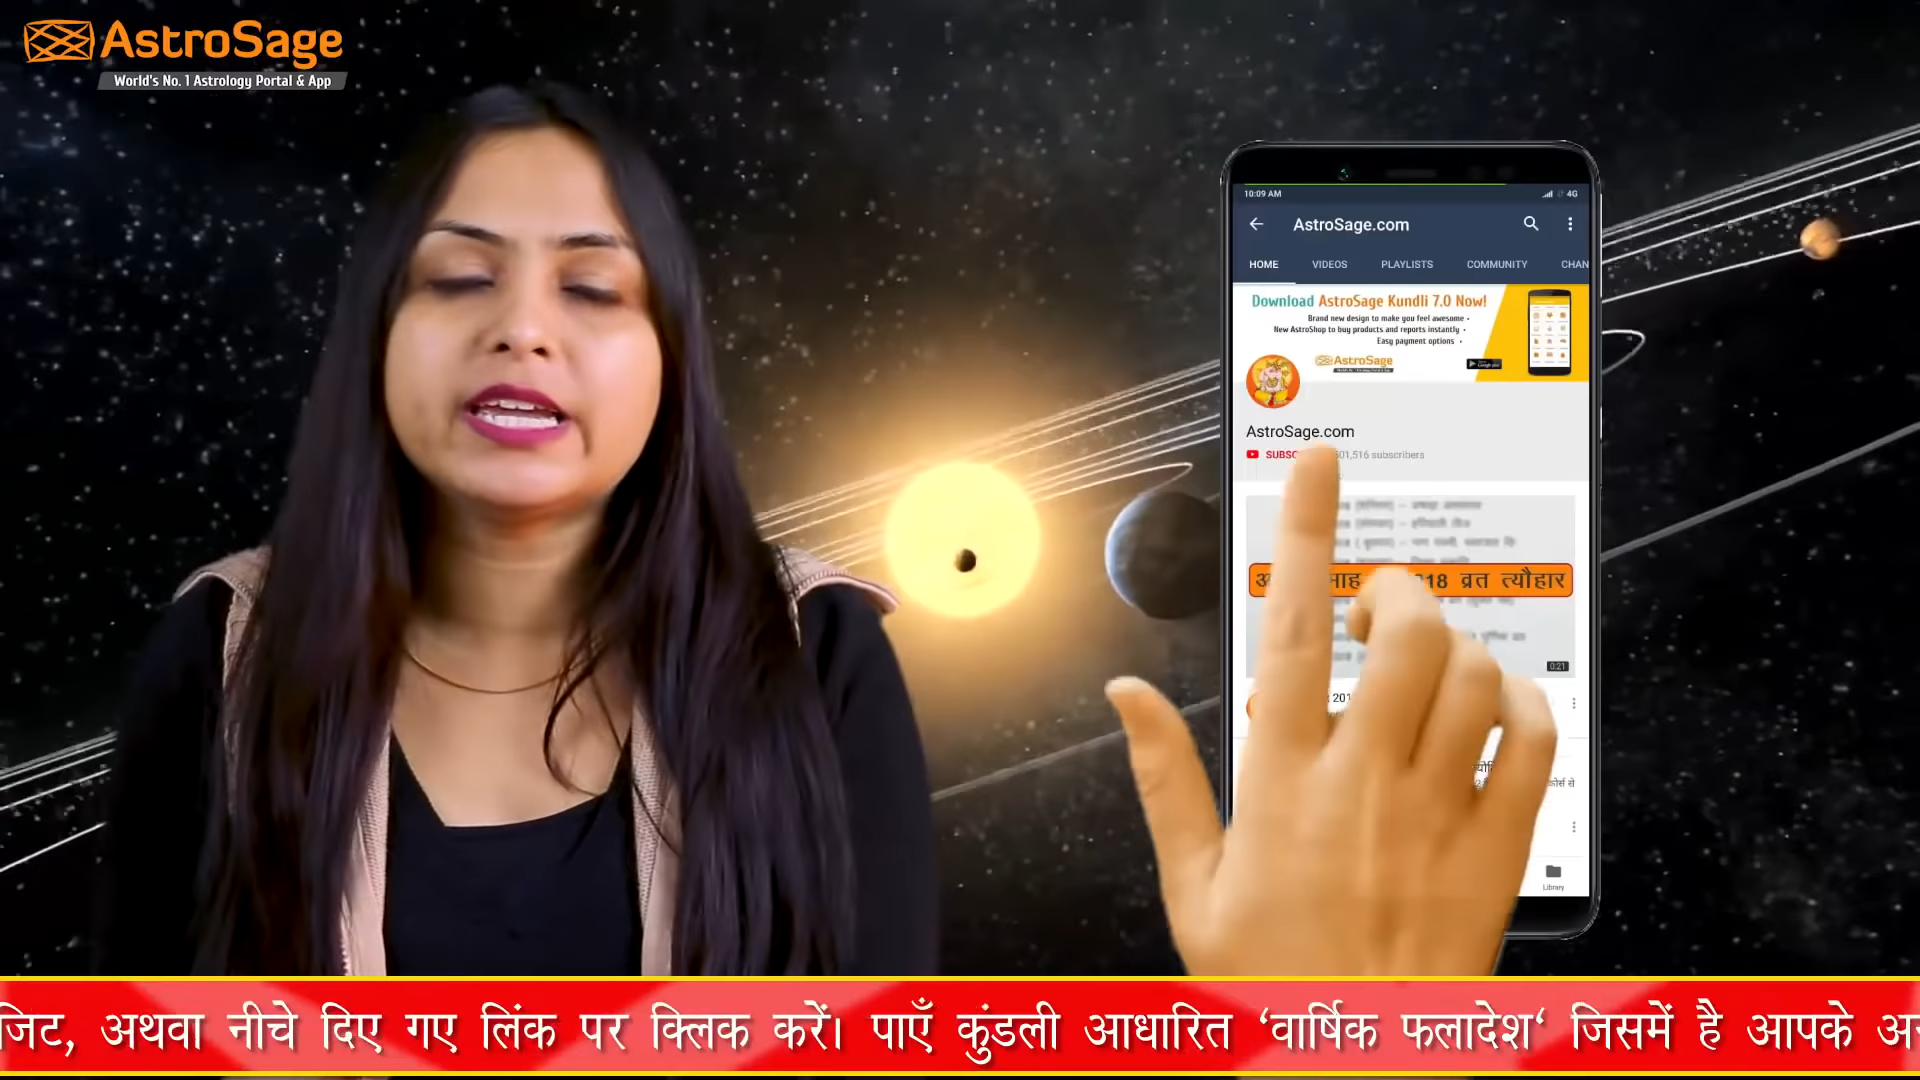 AstroSage
World's No. 1 Astrology Portal & App
10:09 AM
4G
AstroSage.com
HOME VIDEOS PLAYLISTS COMMUNITY CHAN
Download AstroSage Kundli 7.0 Now!
Brand new design to make you feel awesome •
New AstroShop to buy products and reports instantly •
Easy payment options •
AstroSage
AstroSage.com
SUBSC 501,516 subscribers
माह 18 व्रत त्यौहार
0:21
201
कोर्स से
Library
जिट, अथवा नीचे दिए गए लिंक पर क्लिक करें। पाएँ कुंडली आधारित ‘वार्षिक फलादेश‘ जिसमें है आपके अ